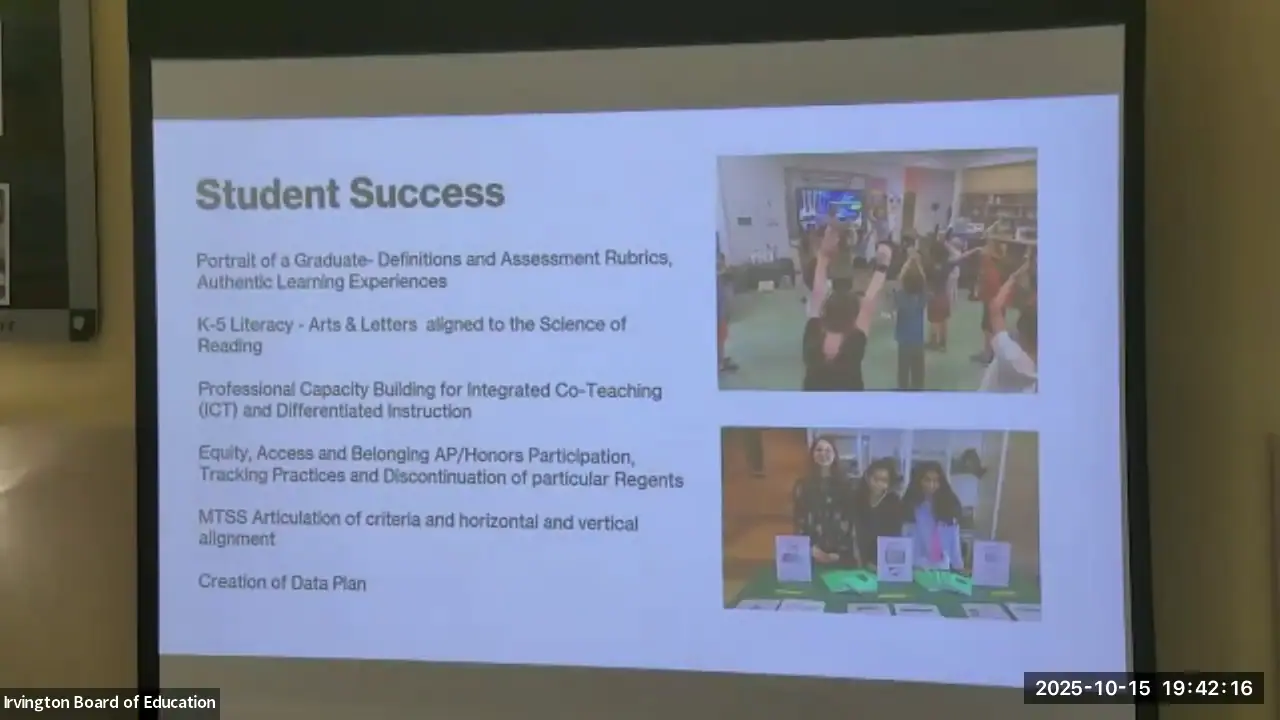 Student Success
Portrait of a Graduate- Definitions and Assessment Rubrics,
Authentic Learning Experiences
K-5 Literacy - Arts & Letters aligned to the Science of
Reading
Professional Capacity Building for Integrated Co-Teaching
(ICT) and Differentiated Instruction
Equity, Access and Belonging AP/Honors Participation,
Tracking Practices and Discontinuation of particular Regents
MTSS Articulation of criteria and horizontal and vertical
alignment
Creation of Data Plan
Irvington Board of Education
2025-10-15 19:42:16